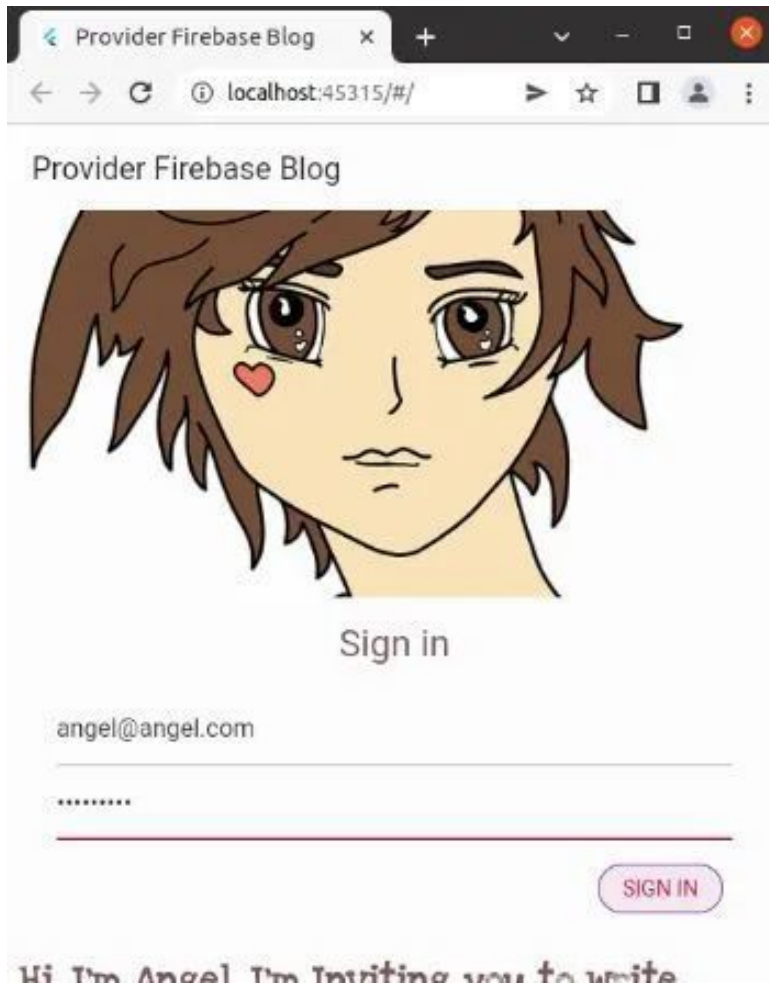 Provider Firebase Blog
localhost:45315/#/
Provider Firebase Blog
Sign in
angel@angel.com
•••••••••
SIGN IN
Hi, I'm Angel. I'm Inviting you to write